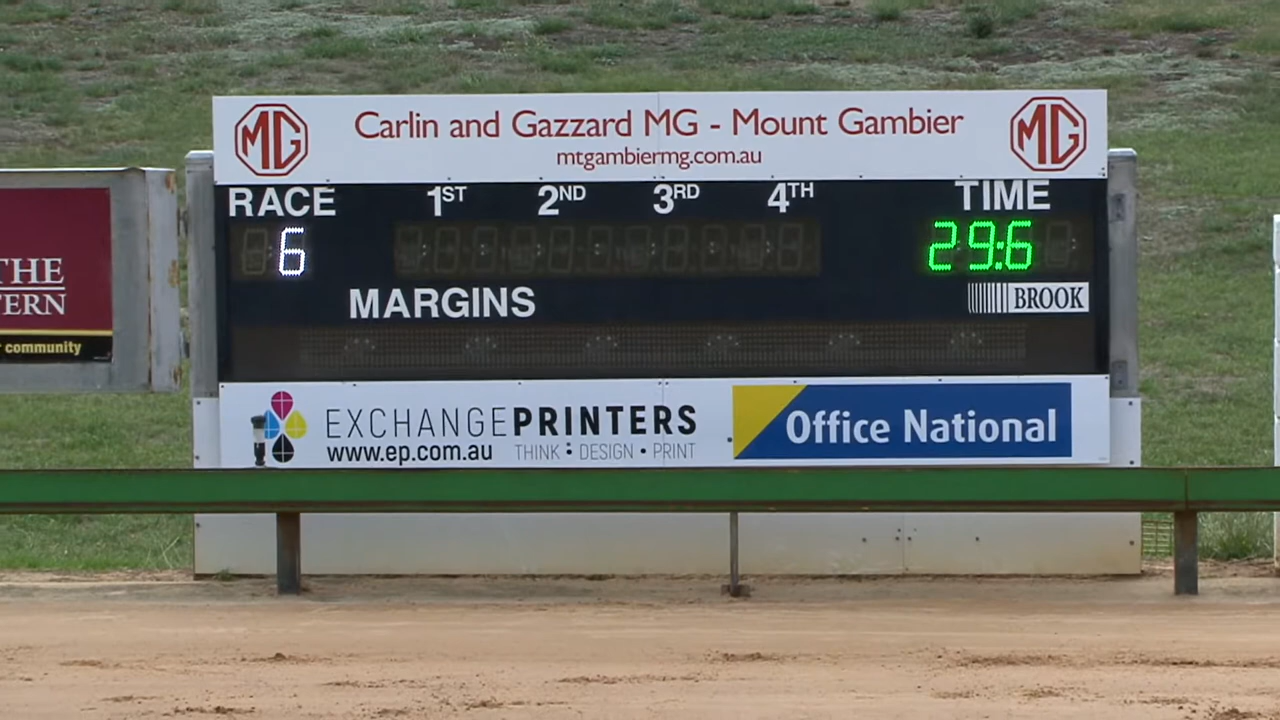 MG
Carlin and Gazzard MG - Mount Gambier
MG
mtgambiermg.com.au
RACE 1ST 2ND 3RD 4TH TIME
6 29:6
MARGINS
BROOK
THE
TERN
community
EXCHANGEPRINTERS
www.ep.com.au THINK : DESIGN • PRINT
Office National